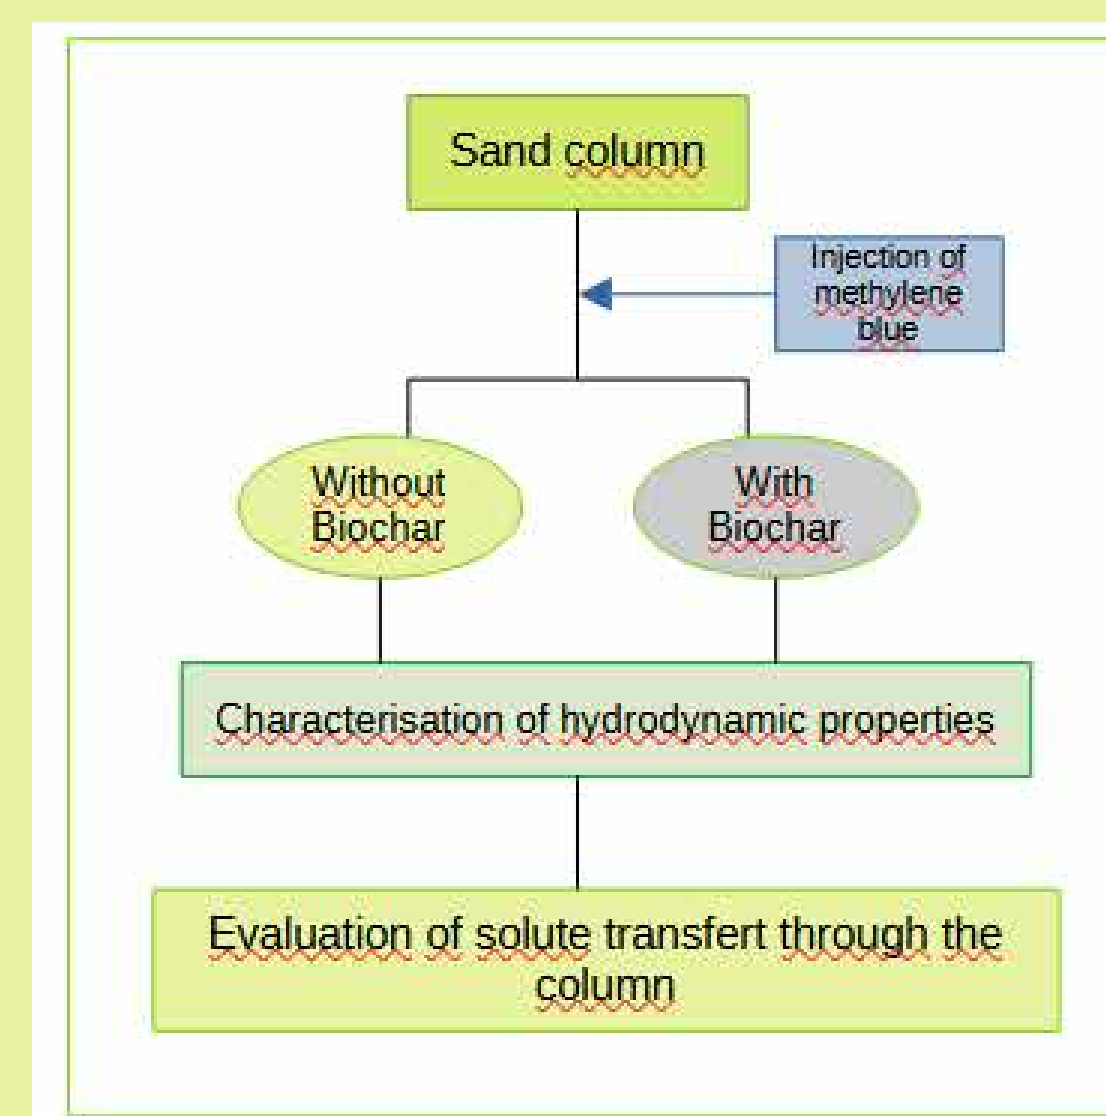 Sand column
Injection of
methylene
blue
Without
Biochar
With
Biochar
Characterisation of hydrodynamic properties
Evaluation of solute transfert through the
column